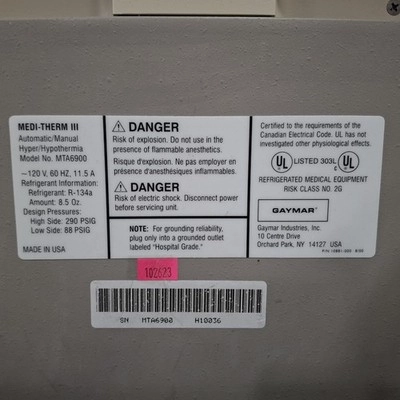 MEDI-THERM III
Automatic/Manual
Hyper/Hypothermia
Model No. MTA6900
~120 V, 60 HZ, 11.5 A
Refrigerant Information:
Refrigerant: R-134a
Amount: 8.5 Oz.
Design Pressures:
High Side: 290 PSIG
Low Side: 88 PSIG
MADE IN USA
⚠ DANGER
Risk of explosion. Do not use in the
presence of flammable anesthetics.
Risque d'explosion. Ne pas employer en
présence d'anesthésiques inflammables.
⚠ DANGER
Risk of electric shock. Disconnect power
before servicing unit.
NOTE: For grounding reliability,
plug only into a grounded outlet
labeled "Hospital Grade."
Certified to the requirements of the
Canadian Electrical Code. UL has not
investigated other physiological effects.
UL LISTED 303L UL
REFRIGERATED MEDICAL EQUIPMENT
RISK CLASS NO. 2G
GAYMAR
Gaymar Industries, Inc.
10 Centre Drive
Orchard Park, NY 14127 USA
102623
SN MTA6900 H10036